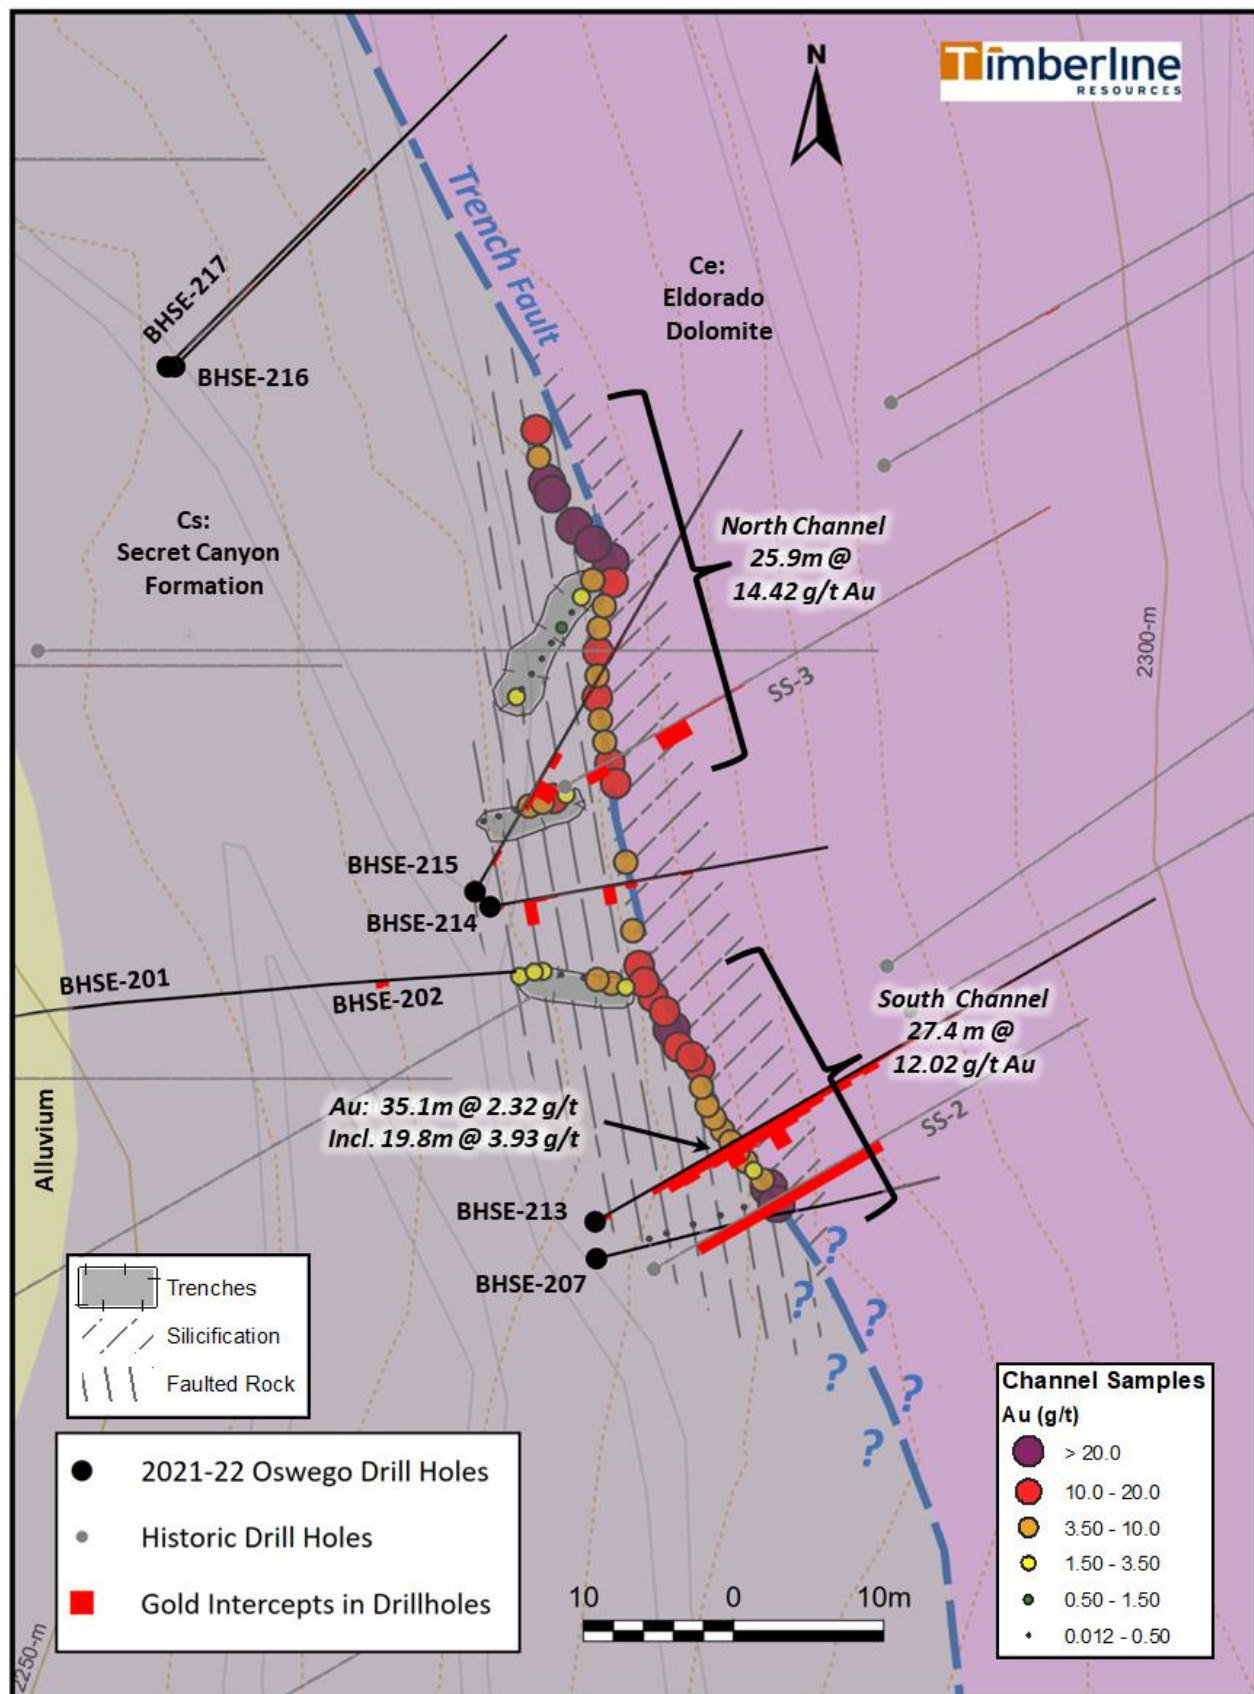 Timberline
RESOURCES
N
Trench Fault
Ce:
Eldorado
Dolomite
BHSE-217
BHSE-216
North Channel
25.9m @
14.42 g/t Au
Cs:
Secret Canyon
Formation
2300-m
SS-3
BHSE-215
BHSE-214
BHSE-201
BHSE-202
South Channel
27.4 m @
12.02 g/t Au
Au: 35.1m @ 2.32 g/t
Incl. 19.8m @ 3.93 g/t
SS-2
Alluvium
BHSE-213
BHSE-207
?
?
?
?
?
?
Trenches
Silicification
Faulted Rock
2021-22 Oswego Drill Holes
Historic Drill Holes
Gold Intercepts in Drillholes
2250-m
10 0 10m
Channel Samples
Au (g/t)
> 20.0
10.0 - 20.0
3.50 - 10.0
1.50 - 3.50
0.50 - 1.50
0.012 - 0.50